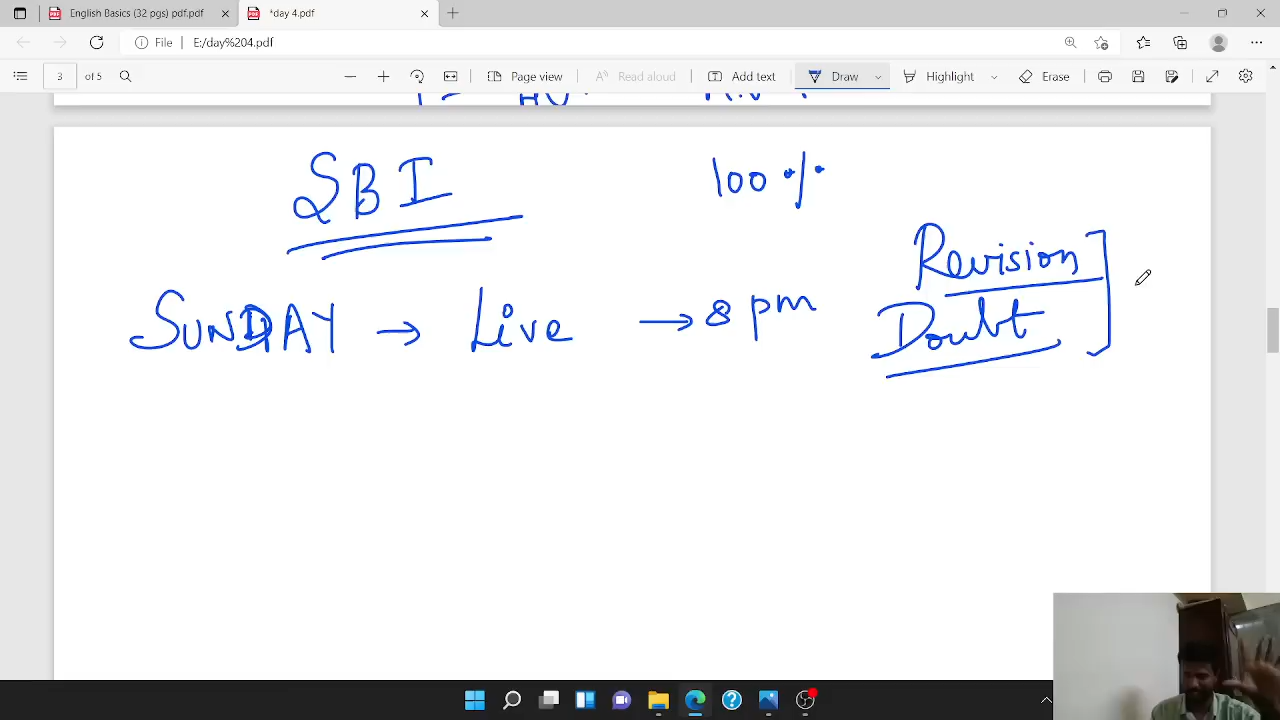 English Basics (32 pgs) pdf.pdf
*day 4.pdf
File
E:/day%204.pdf
3 of 5
Page view
Read aloud
Add text
Draw
Highlight
Erase
SBI
100 %
Revision
SUNDAY → Live → 8 pm
Doubt